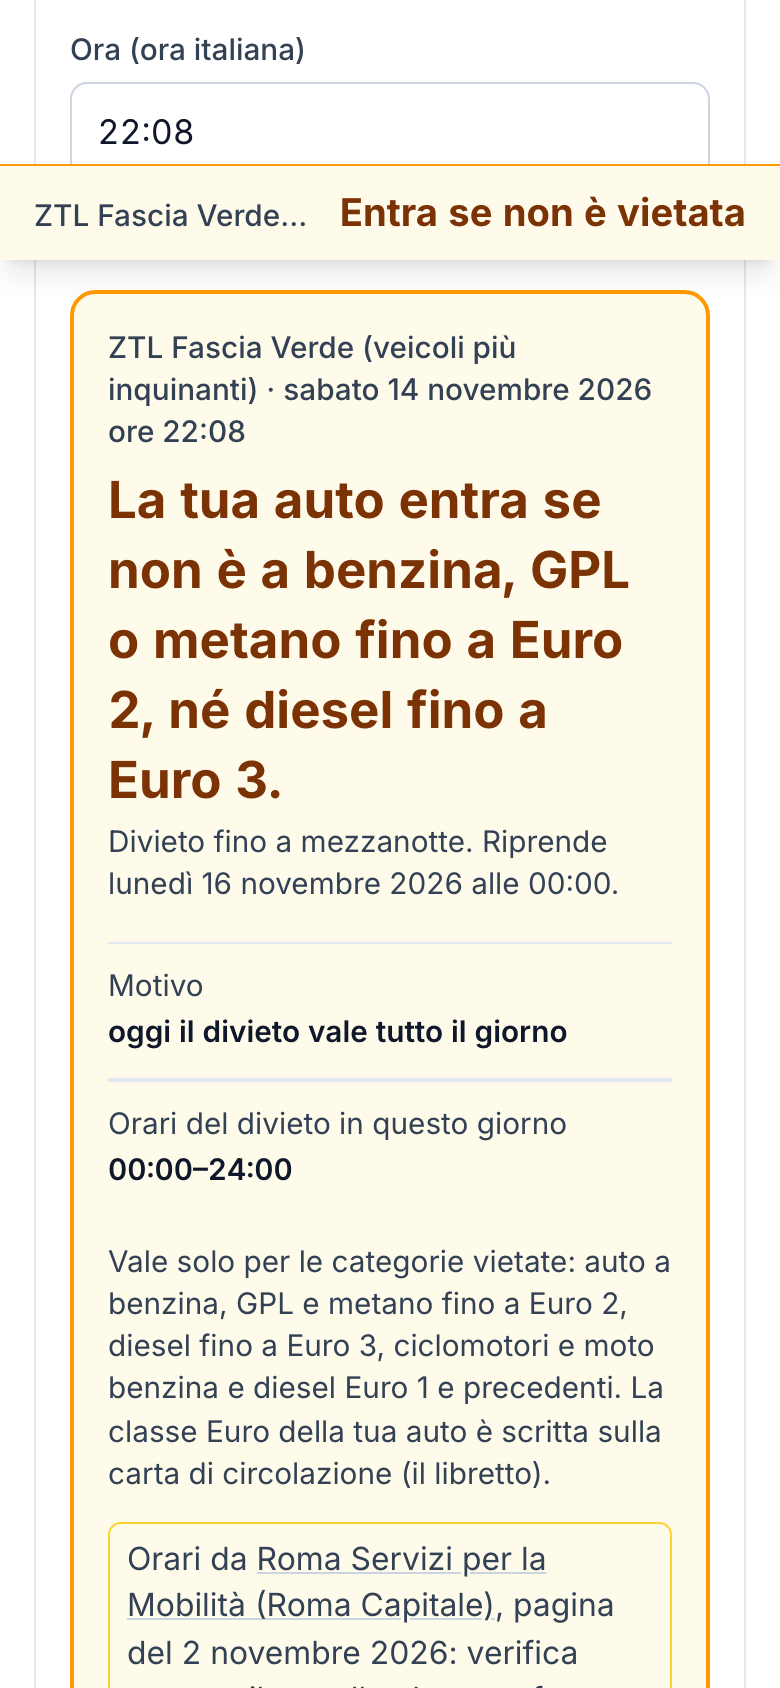 Ora (ora italiana)
22:08
ZTL Fascia Verde... Entra se non è vietata
ZTL Fascia Verde (veicoli più
inquinanti) · sabato 14 novembre 2026
ore 22:08
La tua auto entra se
non è a benzina, GPL
o metano fino a Euro
2, né diesel fino a
Euro 3.
Divieto fino a mezzanotte. Riprende
lunedì 16 novembre 2026 alle 00:00.
Motivo
oggi il divieto vale tutto il giorno
Orari del divieto in questo giorno
00:00–24:00
Vale solo per le categorie vietate: auto a
benzina, GPL e metano fino a Euro 2,
diesel fino a Euro 3, ciclomotori e moto
benzina e diesel Euro 1 e precedenti. La
classe Euro della tua auto è scritta sulla
carta di circolazione (il libretto).
Orari da Roma Servizi per la
Mobilità (Roma Capitale), pagina
del 2 novembre 2026: verifica